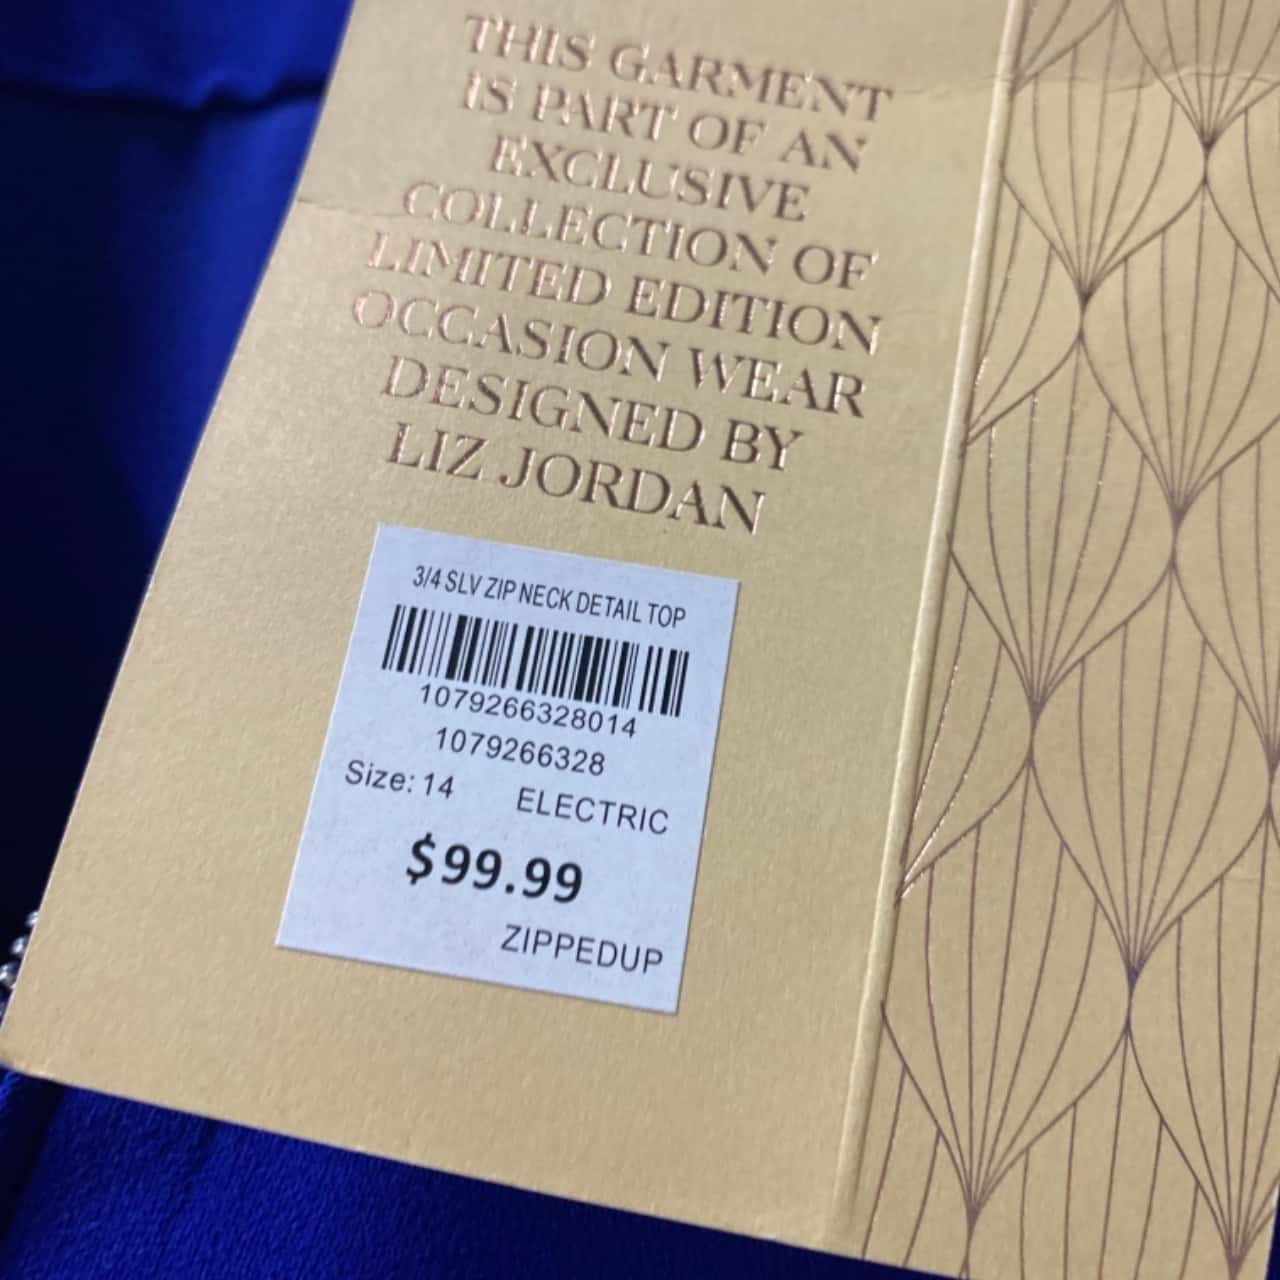 THIS GARMENT
IS PART OF AN
EXCLUSIVE
COLLECTION OF
LIMITED EDITION
OCCASION WEAR
DESIGNED BY
LIZ JORDAN
3/4 SLV ZIP NECK DETAIL TOP
1079266328014
1079266328
Size: 14 ELECTRIC
$99.99
ZIPPEDUP